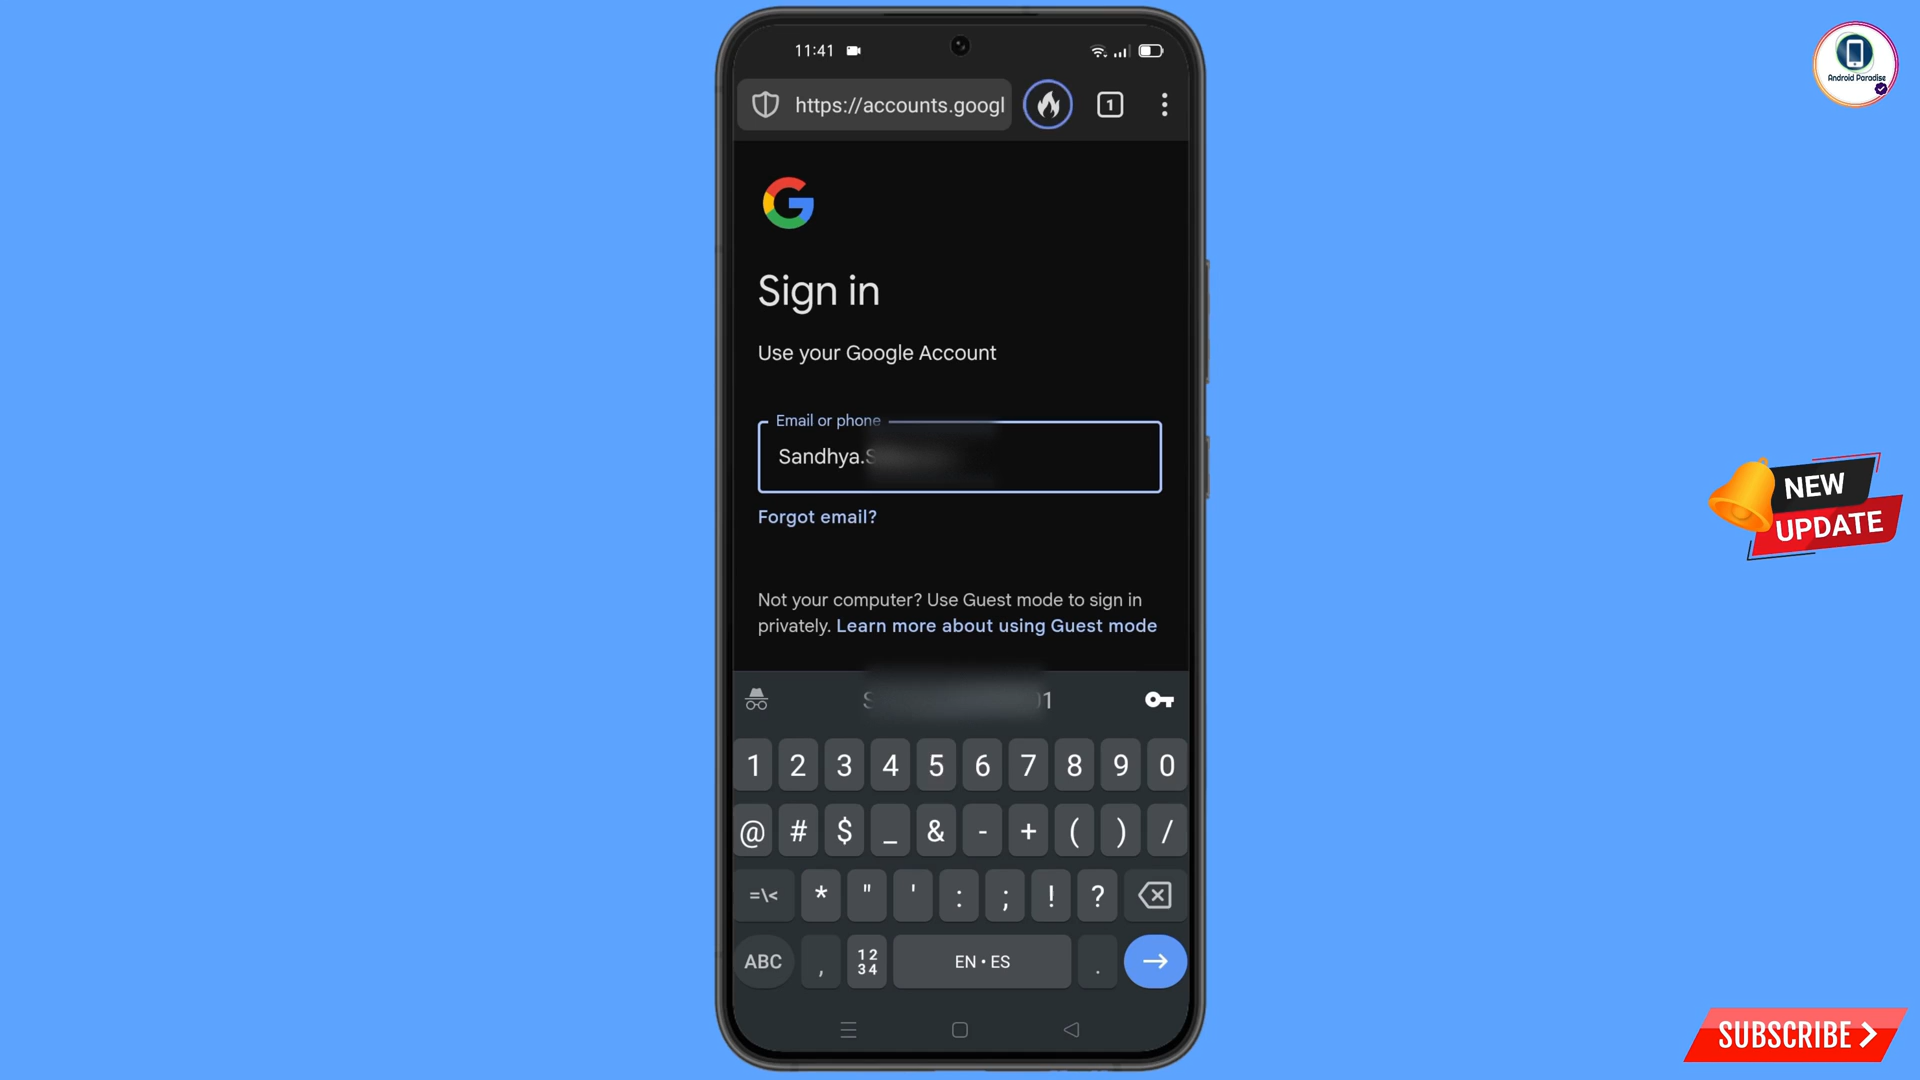 11:41
Android Paradise
https://accounts.googl
1
Sign in
Use your Google Account
Email or phone
Sandhya.S
Forgot email?
NEW
UPDATE
Not your computer? Use Guest mode to sign in
privately. Learn more about using Guest mode
1 2 3 4 5 6 7 8 9 0
@ # $ _ & - + ( ) /
=\< * " ' : ; ! ?
ABC , 12 34 EN • ES .
SUBSCRIBE